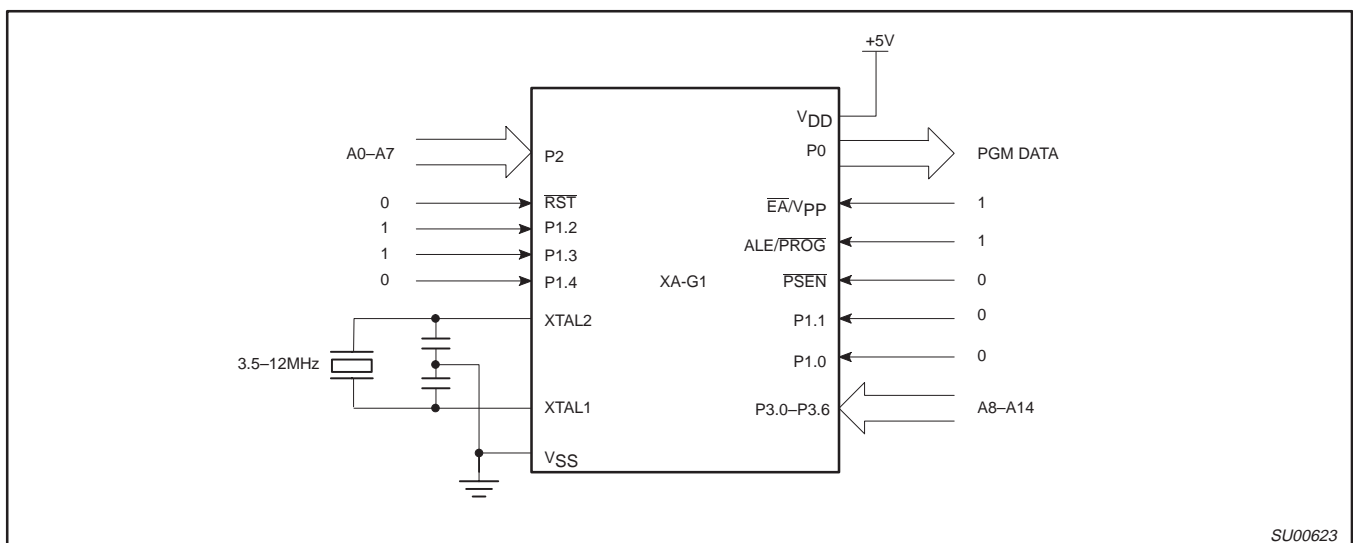 +5V
VDD
A0–A7
P2
P0
PGM DATA
0
RST
EA/VPP
1
1
P1.2
1
P1.3
ALE/PROG
1
0
P1.4
XA-G1
PSEN
0
XTAL2
P1.1
0
3.5–12MHz
P1.0
0
XTAL1
P3.0–P3.6
A8–A14
VSS
SU00623